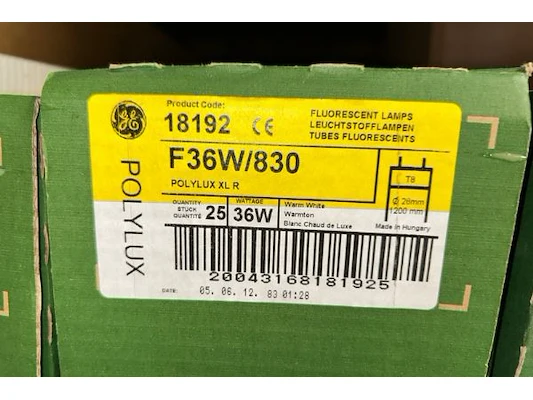 Product Code:
18192 CE
FLUORESCENT LAMPS
LEUCHTSTOFFLAMPEN
TUBES FLUORESCENTS
GE
POLYLUX
F36W/830
POLYLUX XL R
T8
Ø 26mm
1200 mm
QUANTITY
STUCK
QUANTITÉ
25
WATTAGE
36W
Warm White
Warmton
Blanc Chaud de Luxe
Made in Hungary
20043168181925
DATE: 05. 06. 12. 83 01:28